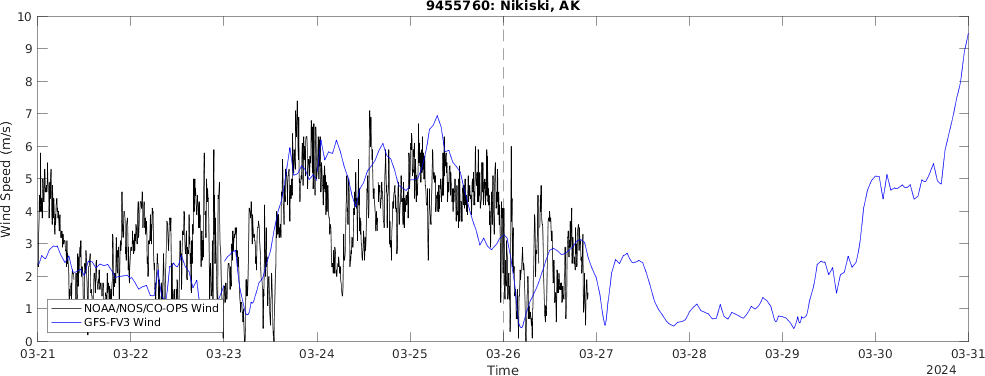 9455760: Nikiski, AK
Wind Speed (m/s)
10
9
8
7
6
5
4
3
2
1
0
NOAA/NOS/CO-OPS Wind
GFS-FV3 Wind
03-21 03-22 03-23 03-24 03-25 03-26 03-27 03-28 03-29 03-30 03-31
Time
2024